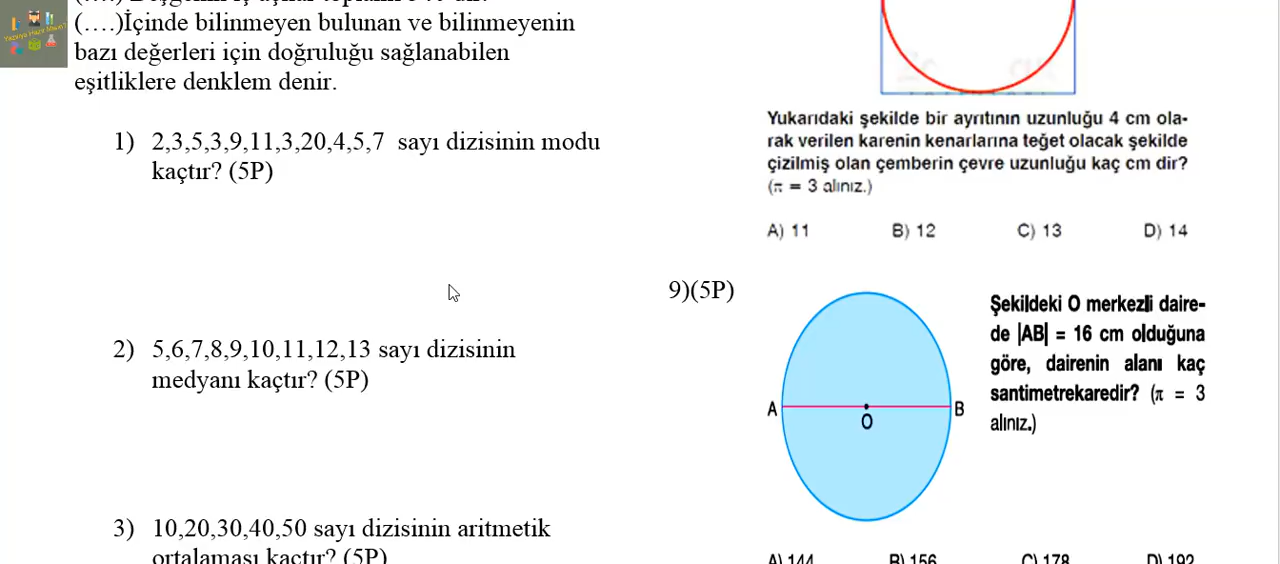 (….)İçinde bilinmeyen bulunan ve bilinmeyenin
bazı değerleri için doğruluğu sağlanabilen
eşitliklere denklem denir.
1) 2,3,5,3,9,11,3,20,4,5,7 sayı dizisinin modu
kaçtır? (5P)
2) 5,6,7,8,9,10,11,12,13 sayı dizisinin
medyanı kaçtır? (5P)
3) 10,20,30,40,50 sayı dizisinin aritmetik
ortalaması kaçtır? (5P)
Yukarıdaki şekilde bir ayrıtının uzunluğu 4 cm ola-
rak verilen karenin kenarlarına teğet olacak şekilde
çizilmiş olan çemberin çevre uzunluğu kaç cm dir?
(π = 3 alınız.)
A) 11 B) 12 C) 13 D) 14
9)(5P)
A O B
Şekildeki O merkezli daire-
de |AB| = 16 cm olduğuna
göre, dairenin alanı kaç
santimetrekaredir? (π = 3
alınız.)
A) 144 B) 156 C) 178 D) 192